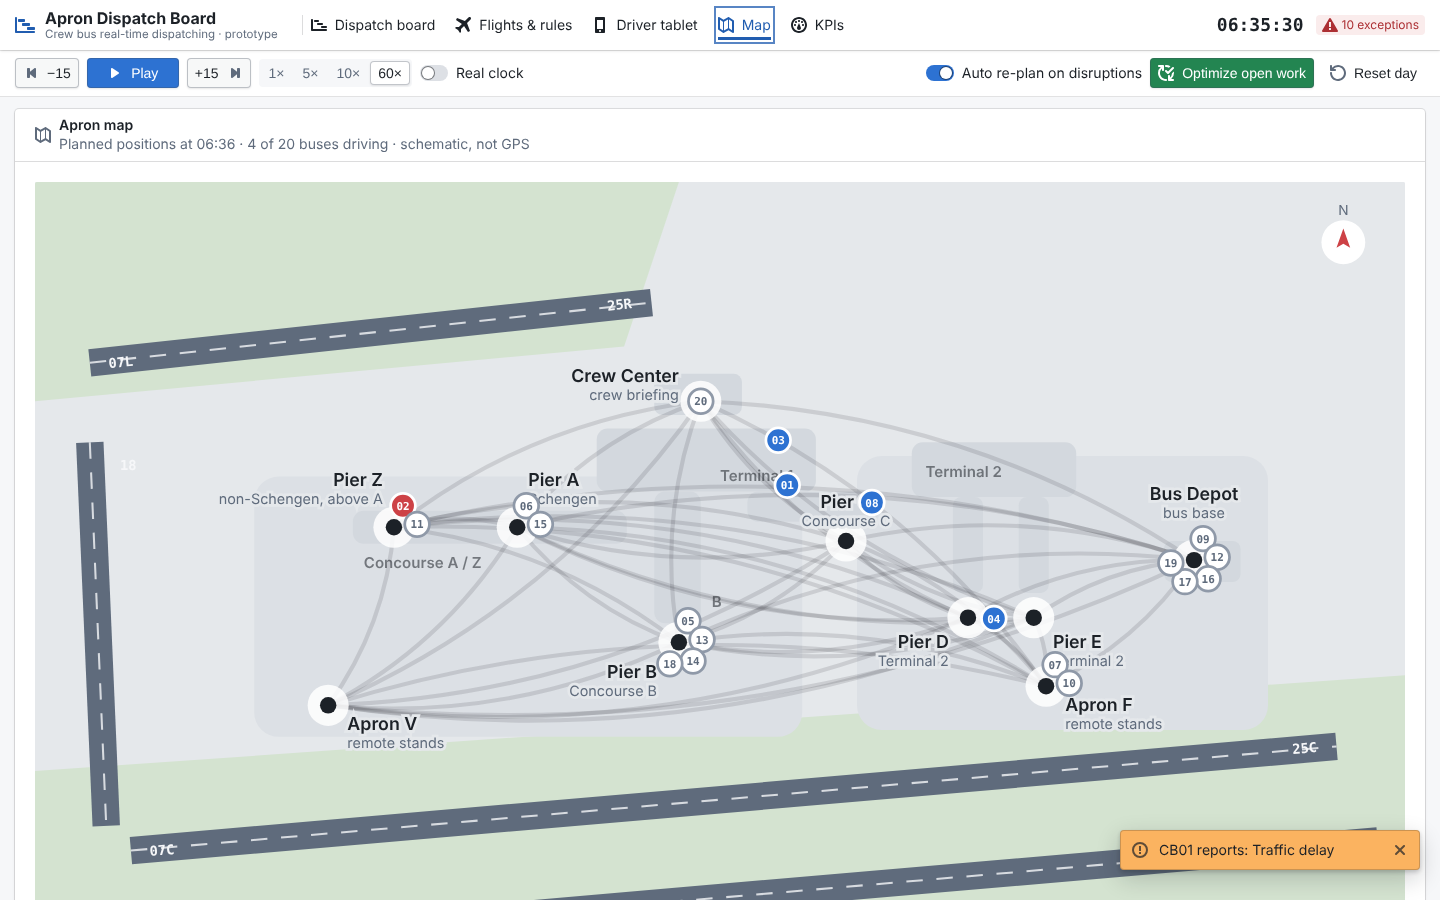 Apron Dispatch Board
Crew bus real-time dispatching · prototype
Dispatch board
Flights & rules
Driver tablet
Map
KPIs
06:35:30
10 exceptions
−15
Play
+15
1×
5×
10×
60×
Real clock
Auto re-plan on disruptions
Optimize open work
Reset day
Apron map
Planned positions at 06:36 · 4 of 20 buses driving · schematic, not GPS
N
25R
07L
Crew Center
crew briefing
20
03
18
Terminal
Terminal 2
Pier Z
non-Schengen, above A
02
11
Pier A
chengen
06
15
01
Pier
08
Concourse C
Bus Depot
bus base
09
12
19
16
17
Concourse A / Z
B
05
13
18
14
Pier B
Concourse B
04
Pier D
Terminal 2
Pier E
rminal 2
07
10
Apron F
remote stands
Apron V
remote stands
25C
07C
CB01 reports: Traffic delay